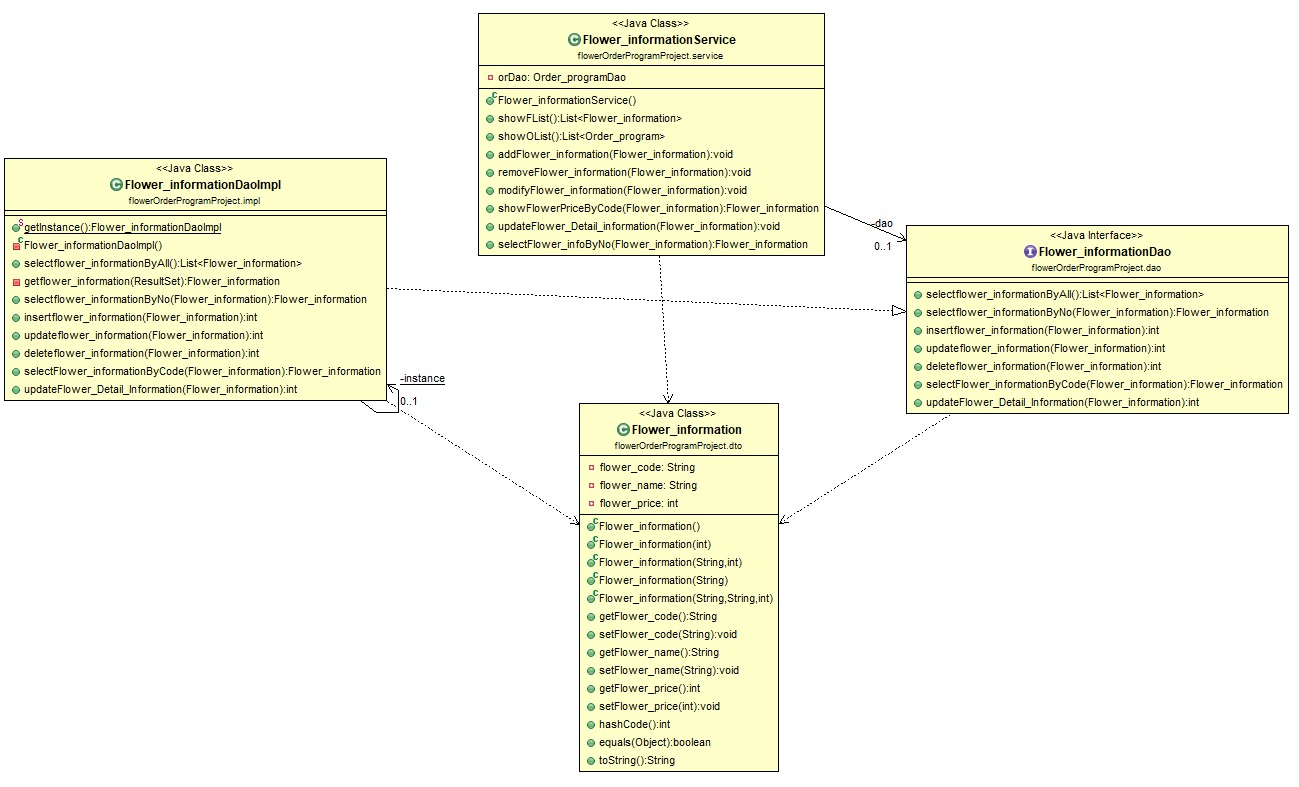 <<Java Class>>
Flower_informationService
flowerOrderProgramProject.service
orDao: Order_programDao
Flower_informationService()
showFList():List<Flower_information>
showOList():List<Order_program>
addFlower_information(Flower_information):void
removeFlower_information(Flower_information):void
modifyFlower_information(Flower_information):void
showFlowerPriceByCode(Flower_information):Flower_information
updateFlower_Detail_information(Flower_information):void
selectFlower_infoByNo(Flower_information):Flower_information
<<Java Class>>
Flower_informationDaoImpl
flowerOrderProgramProject.impl
getInstance():Flower_informationDaoImpl
Flower_informationDaoImpl()
selectflower_informationByAll():List<Flower_information>
getflower_information(ResultSet):Flower_information
selectflower_informationByNo(Flower_information):Flower_information
insertflower_information(Flower_information):int
updateflower_information(Flower_information):int
deleteflower_information(Flower_information):int
selectFlower_informationByCode(Flower_information):Flower_information
updateFlower_Detail_Information(Flower_information):int
-instance
0..1
-dao
0..1
<<Java Interface>>
Flower_informationDao
flowerOrderProgramProject.dao
selectflower_informationByAll():List<Flower_information>
selectflower_informationByNo(Flower_information):Flower_information
insertflower_information(Flower_information):int
updateflower_information(Flower_information):int
deleteflower_information(Flower_information):int
selectFlower_informationByCode(Flower_information):Flower_information
updateFlower_Detail_Information(Flower_information):int
<<Java Class>>
Flower_information
flowerOrderProgramProject.dto
flower_code: String
flower_name: String
flower_price: int
Flower_information()
Flower_information(int)
Flower_information(String,int)
Flower_information(String)
Flower_information(String,String,int)
getFlower_code():String
setFlower_code(String):void
getFlower_name():String
setFlower_name(String):void
getFlower_price():int
setFlower_price(int):void
hashCode():int
equals(Object):boolean
toString():String